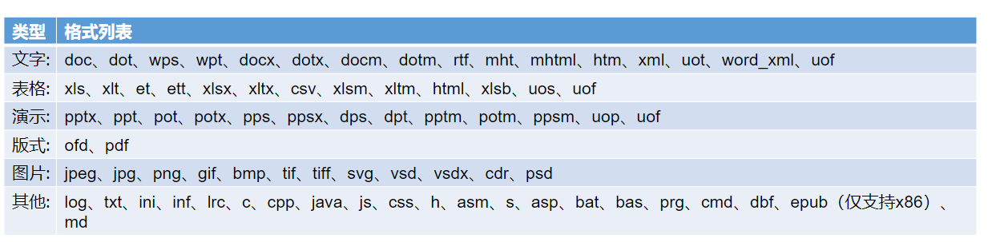 类型 格式列表
文字: doc、dot、wps、wpt、docx、dotx、docm、dotm、rtf、mht、mhtml、htm、xml、uot、word_xml、uof
表格: xls、xlt、et、ett、xlsx、xltx、csv、xlsm、xltm、html、xlsb、uos、uof
演示: pptx、ppt、pot、potx、pps、ppsx、dps、dpt、pptm、potm、ppsm、uop、uof
版式: ofd、pdf
图片: jpeg、jpg、png、gif、bmp、tif、tiff、svg、vsd、vsdx、cdr、psd
其他: log、txt、ini、inf、lrc、c、cpp、java、js、css、h、asm、s、asp、bat、bas、prg、cmd、dbf、epub（仅支持x86）、
md